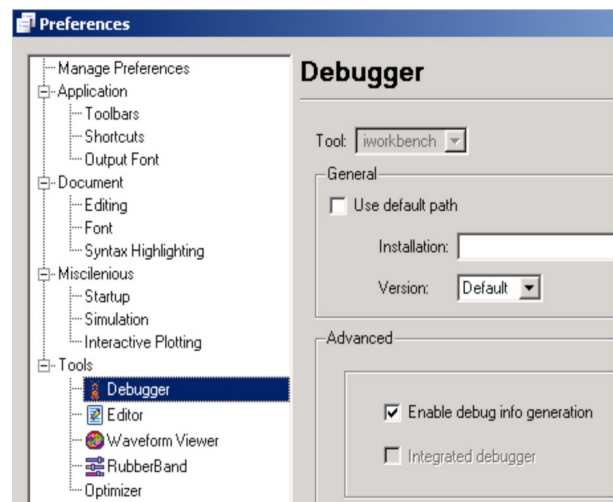 Preferences
Manage Preferences
Application
Toolbars
Shortcuts
Output Font
Document
Editing
Font
Syntax Highlighting
Miscilenious
Startup
Simulation
Interactive Plotting
Tools
Debugger
Editor
Waveform Viewer
RubberBand
Optimizer
Debugger
Tool: iworkbench
General
Use default path
Installation:
Version: Default
Advanced
Enable debug info generation
Integrated debugger